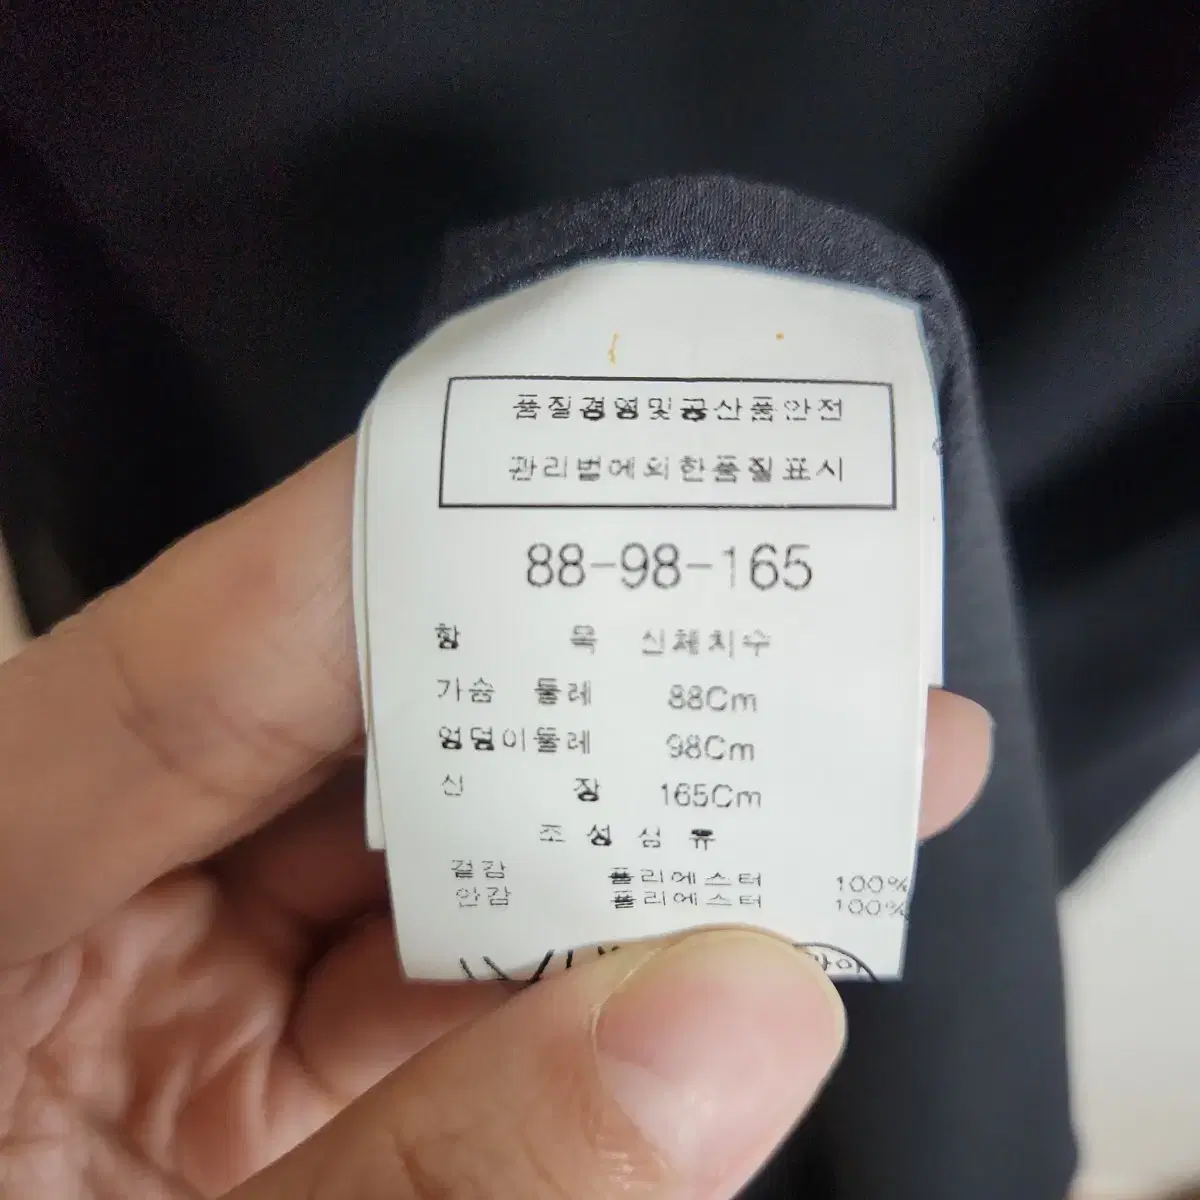 품질경영및공산품안전
관리법에의한품질표시
88-98-165
항 목 신체치수
가슴 둘레 88Cm
엉덩이둘레 98Cm
신 장 165Cm
조성섬유
겉감 폴리에스터 100%
안감 폴리에스터 100%